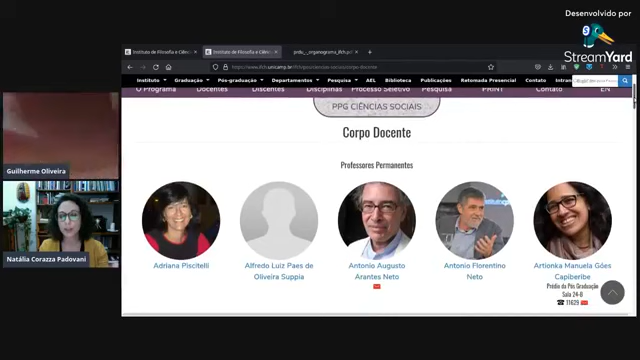 Desenvolvido por
StreamYard
Instituto de Filosofia e Ciênc
Instituto de Filosofia e Ciênc
Instituto Graduação Pós-graduação Departamentos Pesquisa AEL Biblioteca Publicações Retomada Presencial Contato
O Programa Docentes Discentes Disciplinas Processo Seletivo Pesquisa PRINT Contato EN
PPG CIÊNCIAS SOCIAIS
Corpo Docente
Professores Permanentes
Guilherme Oliveira
Natália Corazza Padovani
Adriana Piscitelli
Alfredo Luiz Paes de
Oliveira Suppia
Antonio Augusto
Arantes Neto
Antonio Florentino
Neto
Artionka Manuela Góes
Capiberibe
Prédio da Pós Graduação
Sala 24-B
11629